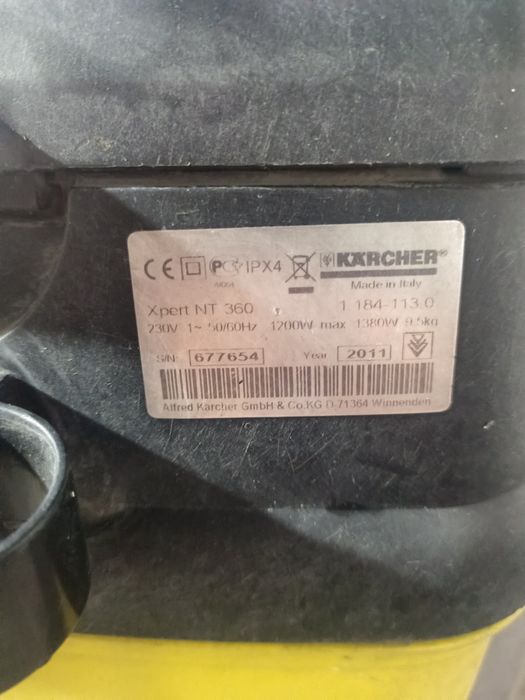 CE IPX4 KÄRCHER®
Made in Italy
Xpert NT 360 1 184-113.0
230V 1~ 50/60Hz 1200W max 1380W 9.5kg
S/N: 677654 Year 2011
Alfred Kärcher GmbH & Co.KG D-71364 Winnenden